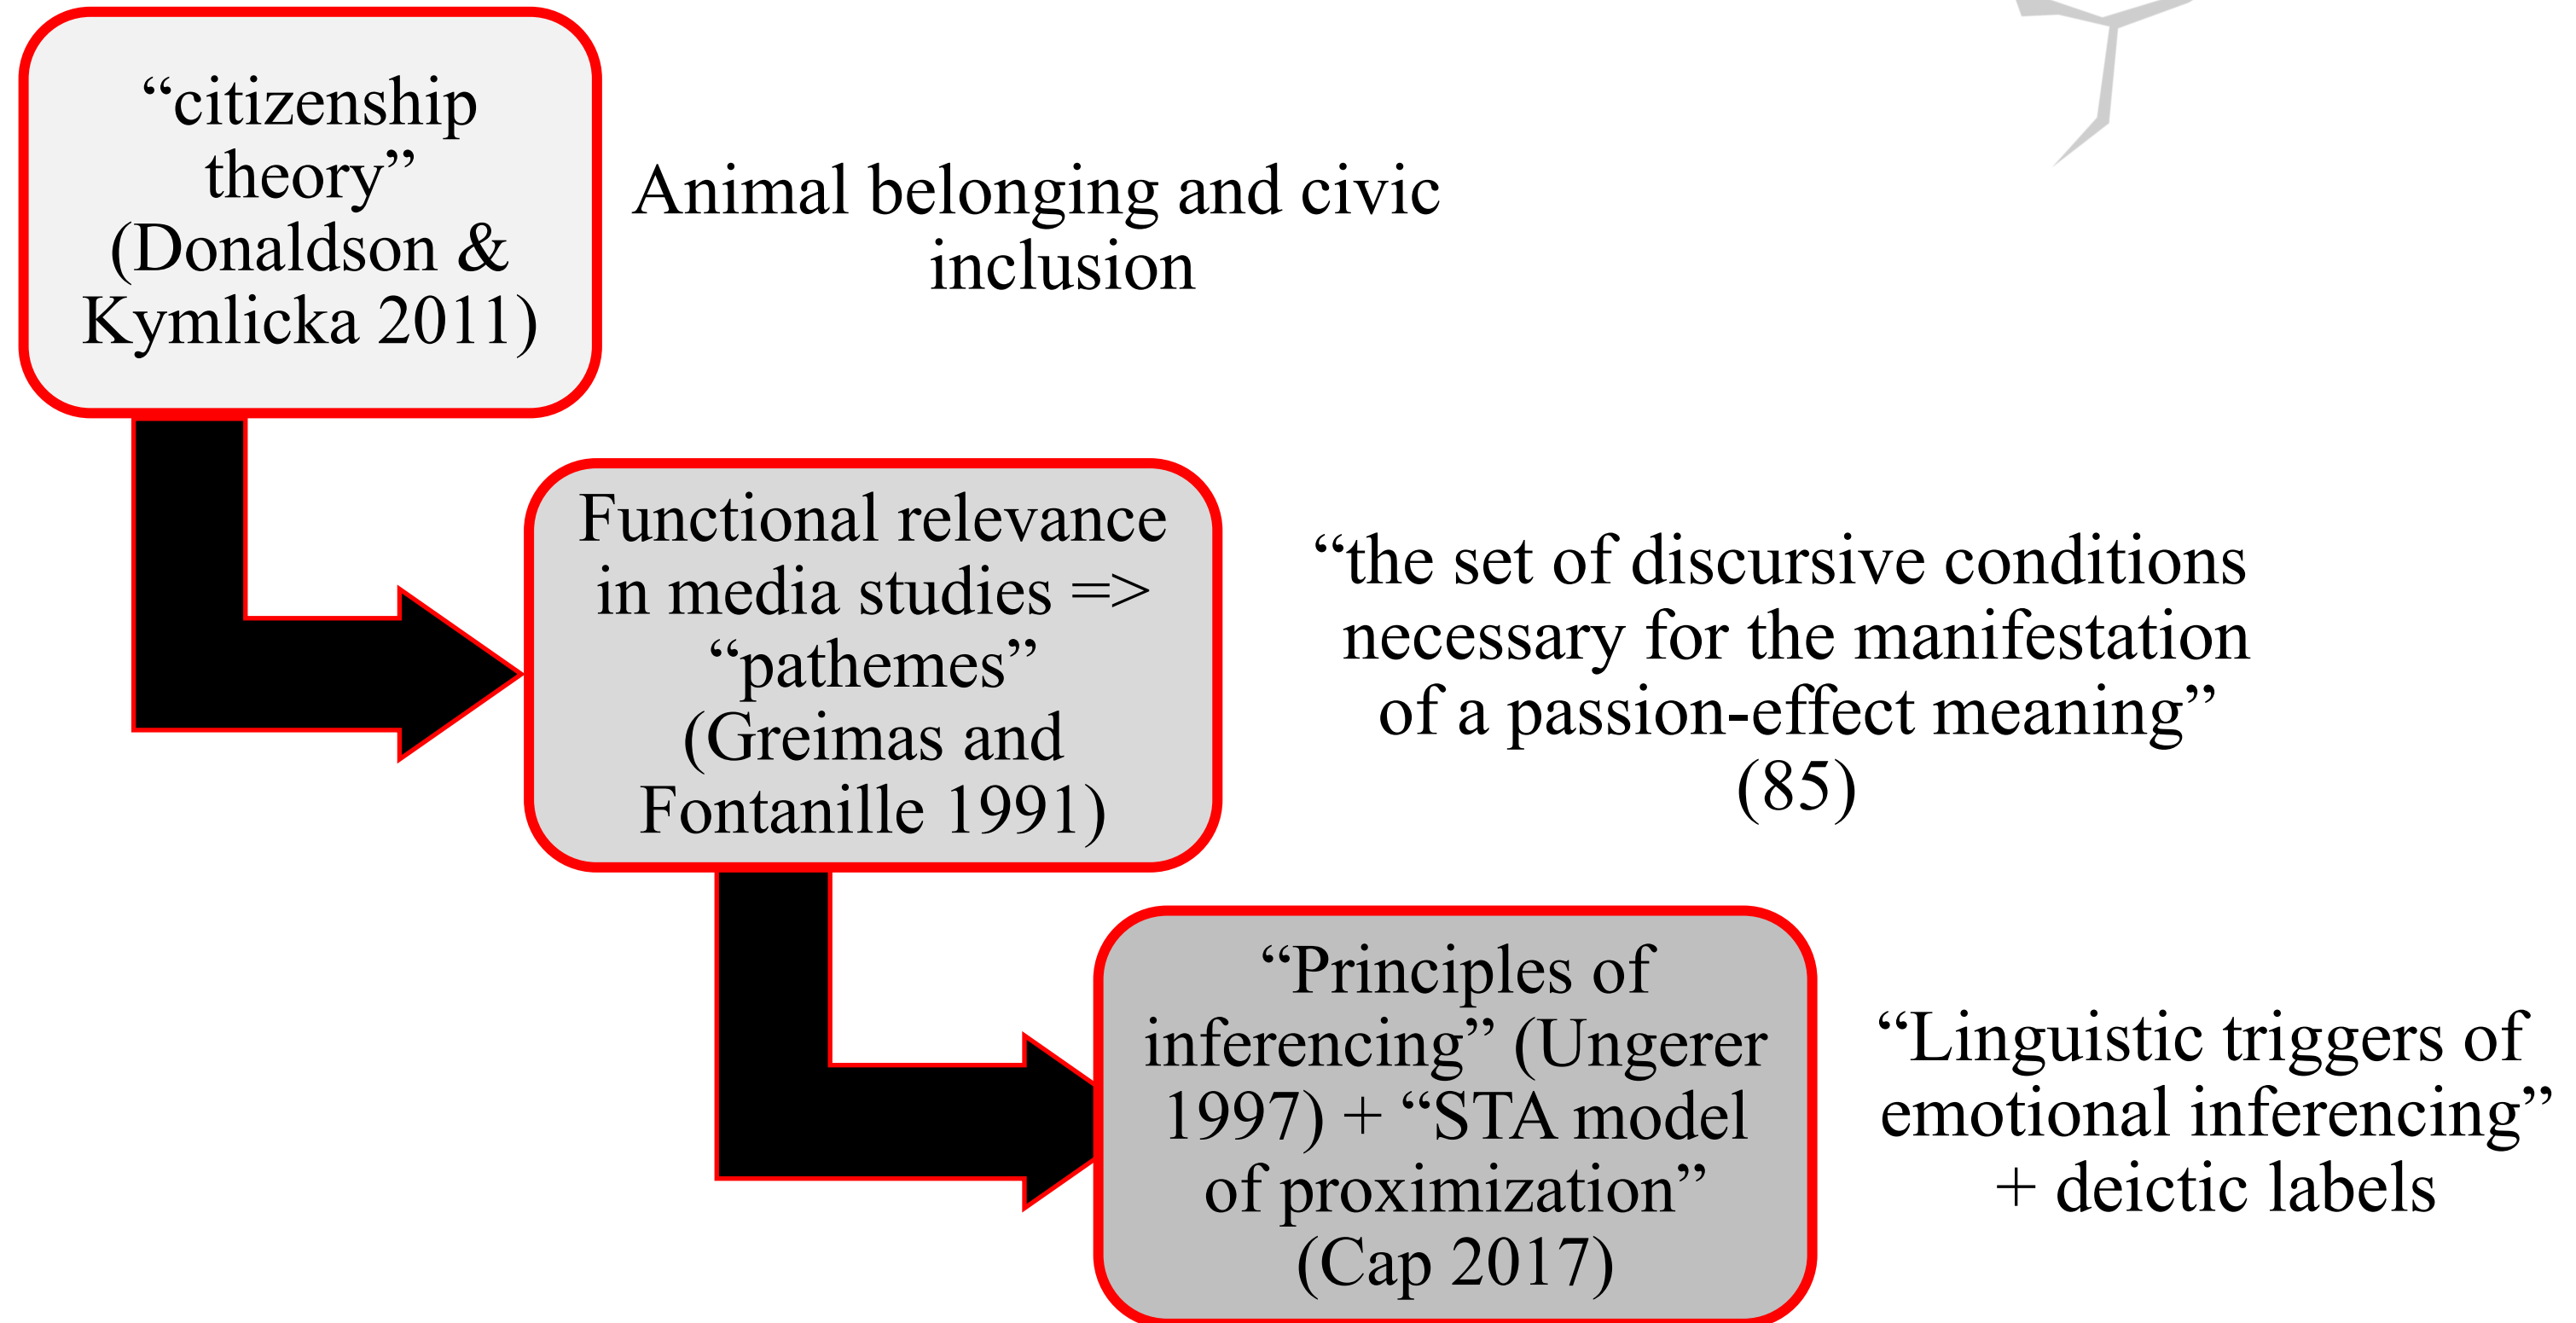 “citizenship
theory”
(Donaldson &
Kymlicka 2011)
Animal belonging and civic
inclusion
Functional relevance
in media studies =>
“pathemes”
(Greimas and
Fontanille 1991)
“the set of discursive conditions
necessary for the manifestation
of a passion-effect meaning”
(85)
“Principles of
inferencing” (Ungerer
1997) + “STA model
of proximization”
(Cap 2017)
“Linguistic triggers of
emotional inferencing”
+ deictic labels